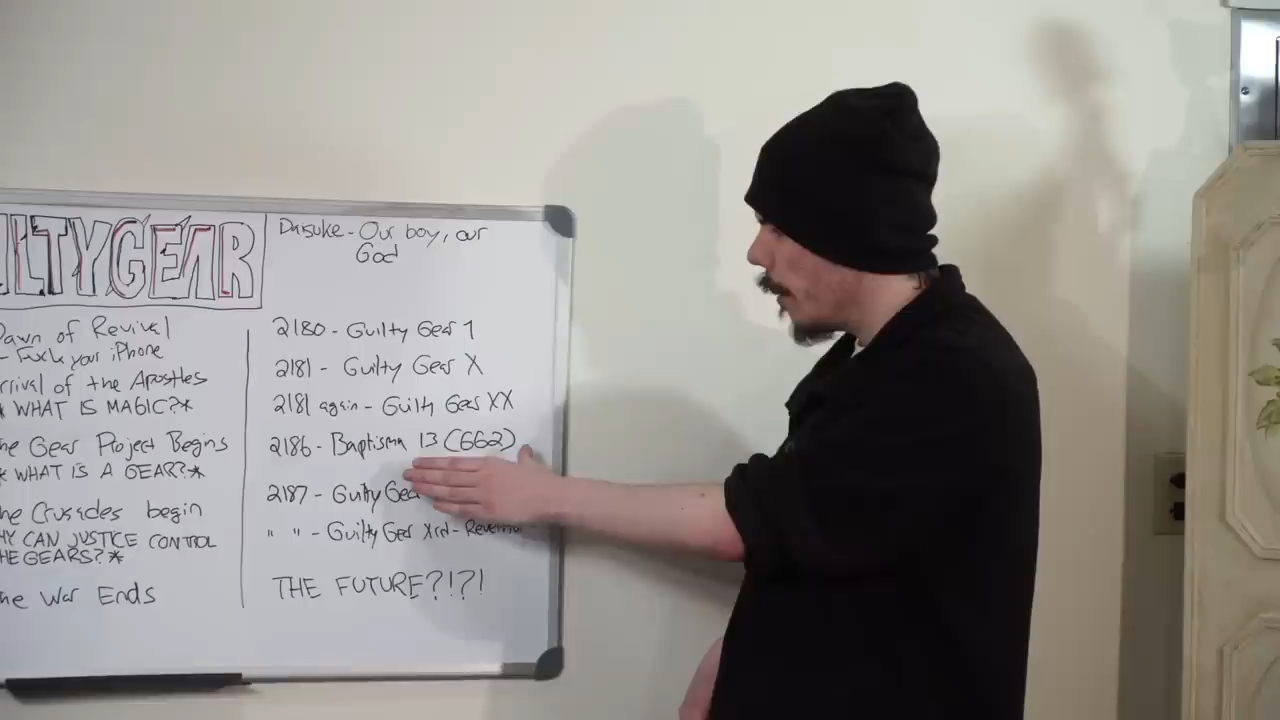 ILTYGEAR
Dawn of Revival
- Fuck your iPhone
rrival of the Apostles
* WHAT IS MAGIC?*
he Gear Project Begins
* WHAT IS A GEAR?*
he Crusades begin
HY CAN JUSTICE CONTROL
HE GEARS?*
he War Ends
Daisuke - Our boy, our
God
2180 - Guilty Gear 1
2181 - Guilty Gear X
2181 again - Guilty Gear XX
2186 - Baptisma 13 (662)
2187 - Guilty Gea
" " - Guilty Gear Xrd -
THE FUTURE?!?!